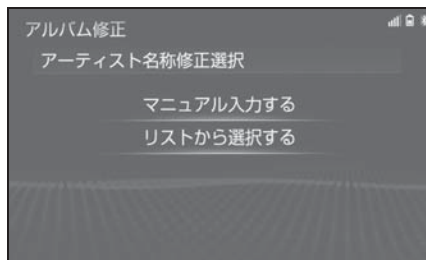 アルバム修正
アーティスト名称修正選択
マニュアル入力する
リストから選択する